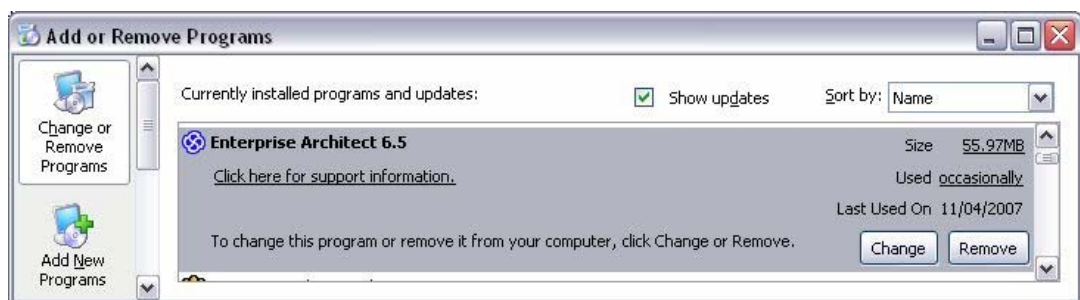 Add or Remove Programs
Change or
Remove
Programs
Add New
Programs
Currently installed programs and updates:
Show updates
Sort by: Name
Enterprise Architect 6.5
Size 55.97MB
Click here for support information.
Used occasionally
Last Used On 11/04/2007
To change this program or remove it from your computer, click Change or Remove.
Change Remove